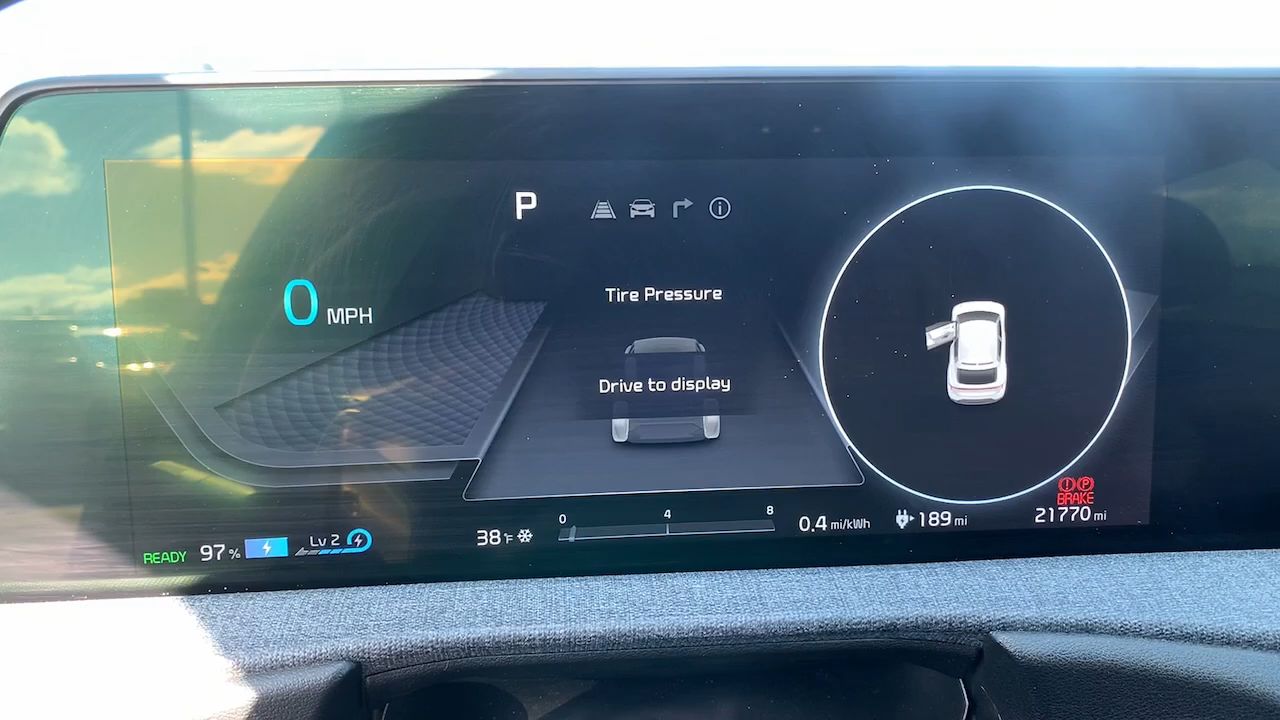 P
0 MPH
Tire Pressure
Drive to display
READY 97% Lv 2
38°F
0 4 8
0.4 mi/kWh
189 mi
BRAKE
21770 mi